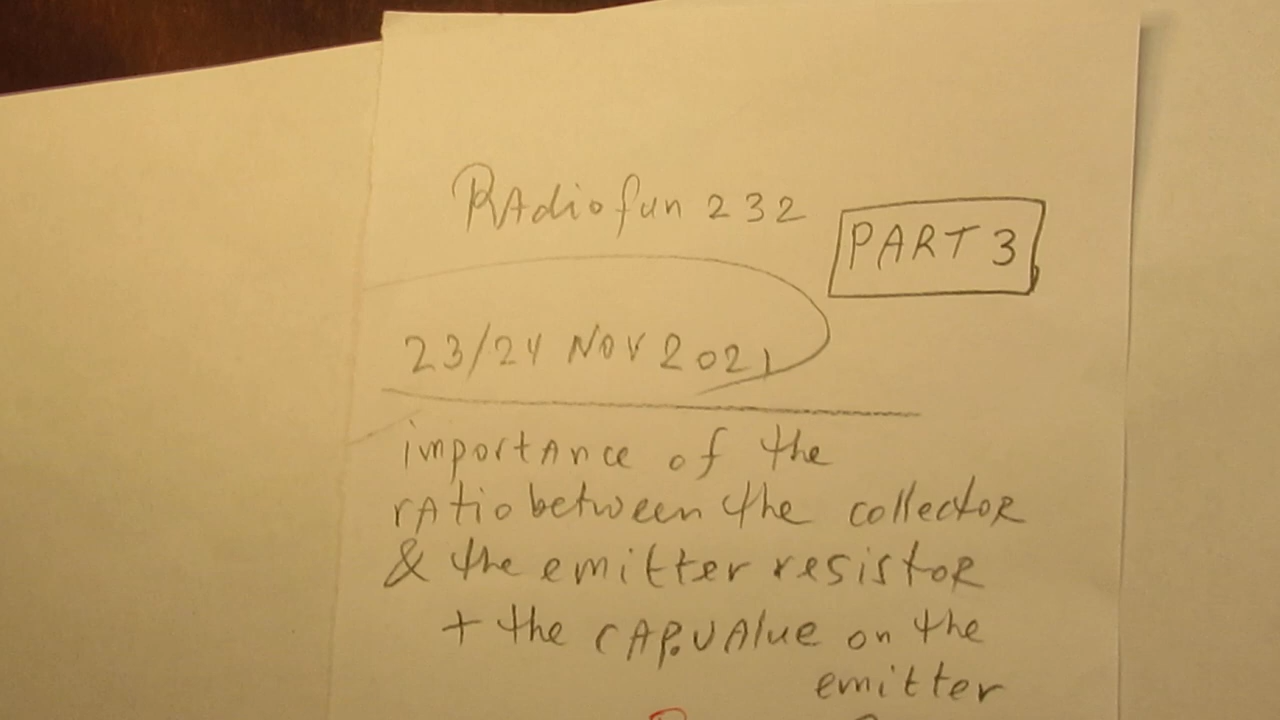 RAdiofun 232
PART 3
23/24 NOV 2021
importAnce of the
rAtio between the collectoR
& the emitter resistoR
+ the CAP.VAlue on the
emitter